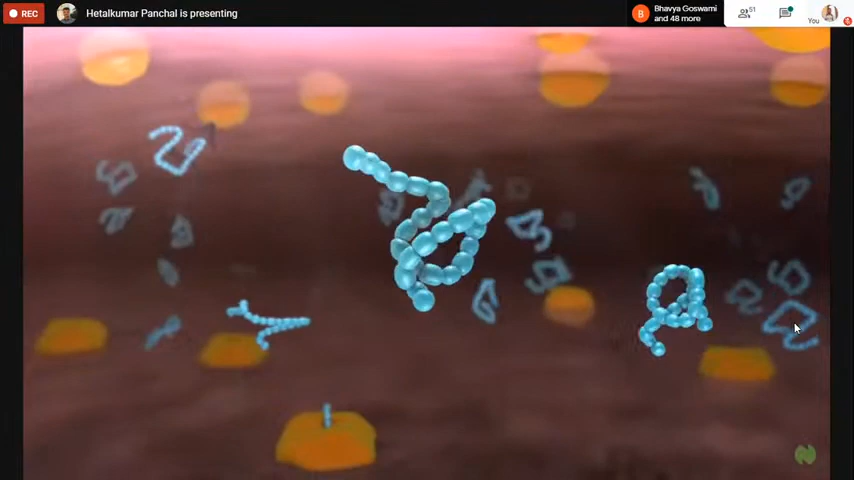 REC
Hetalkumar Panchal is presenting
B
Bhavya Goswami
and 48 more
51
You